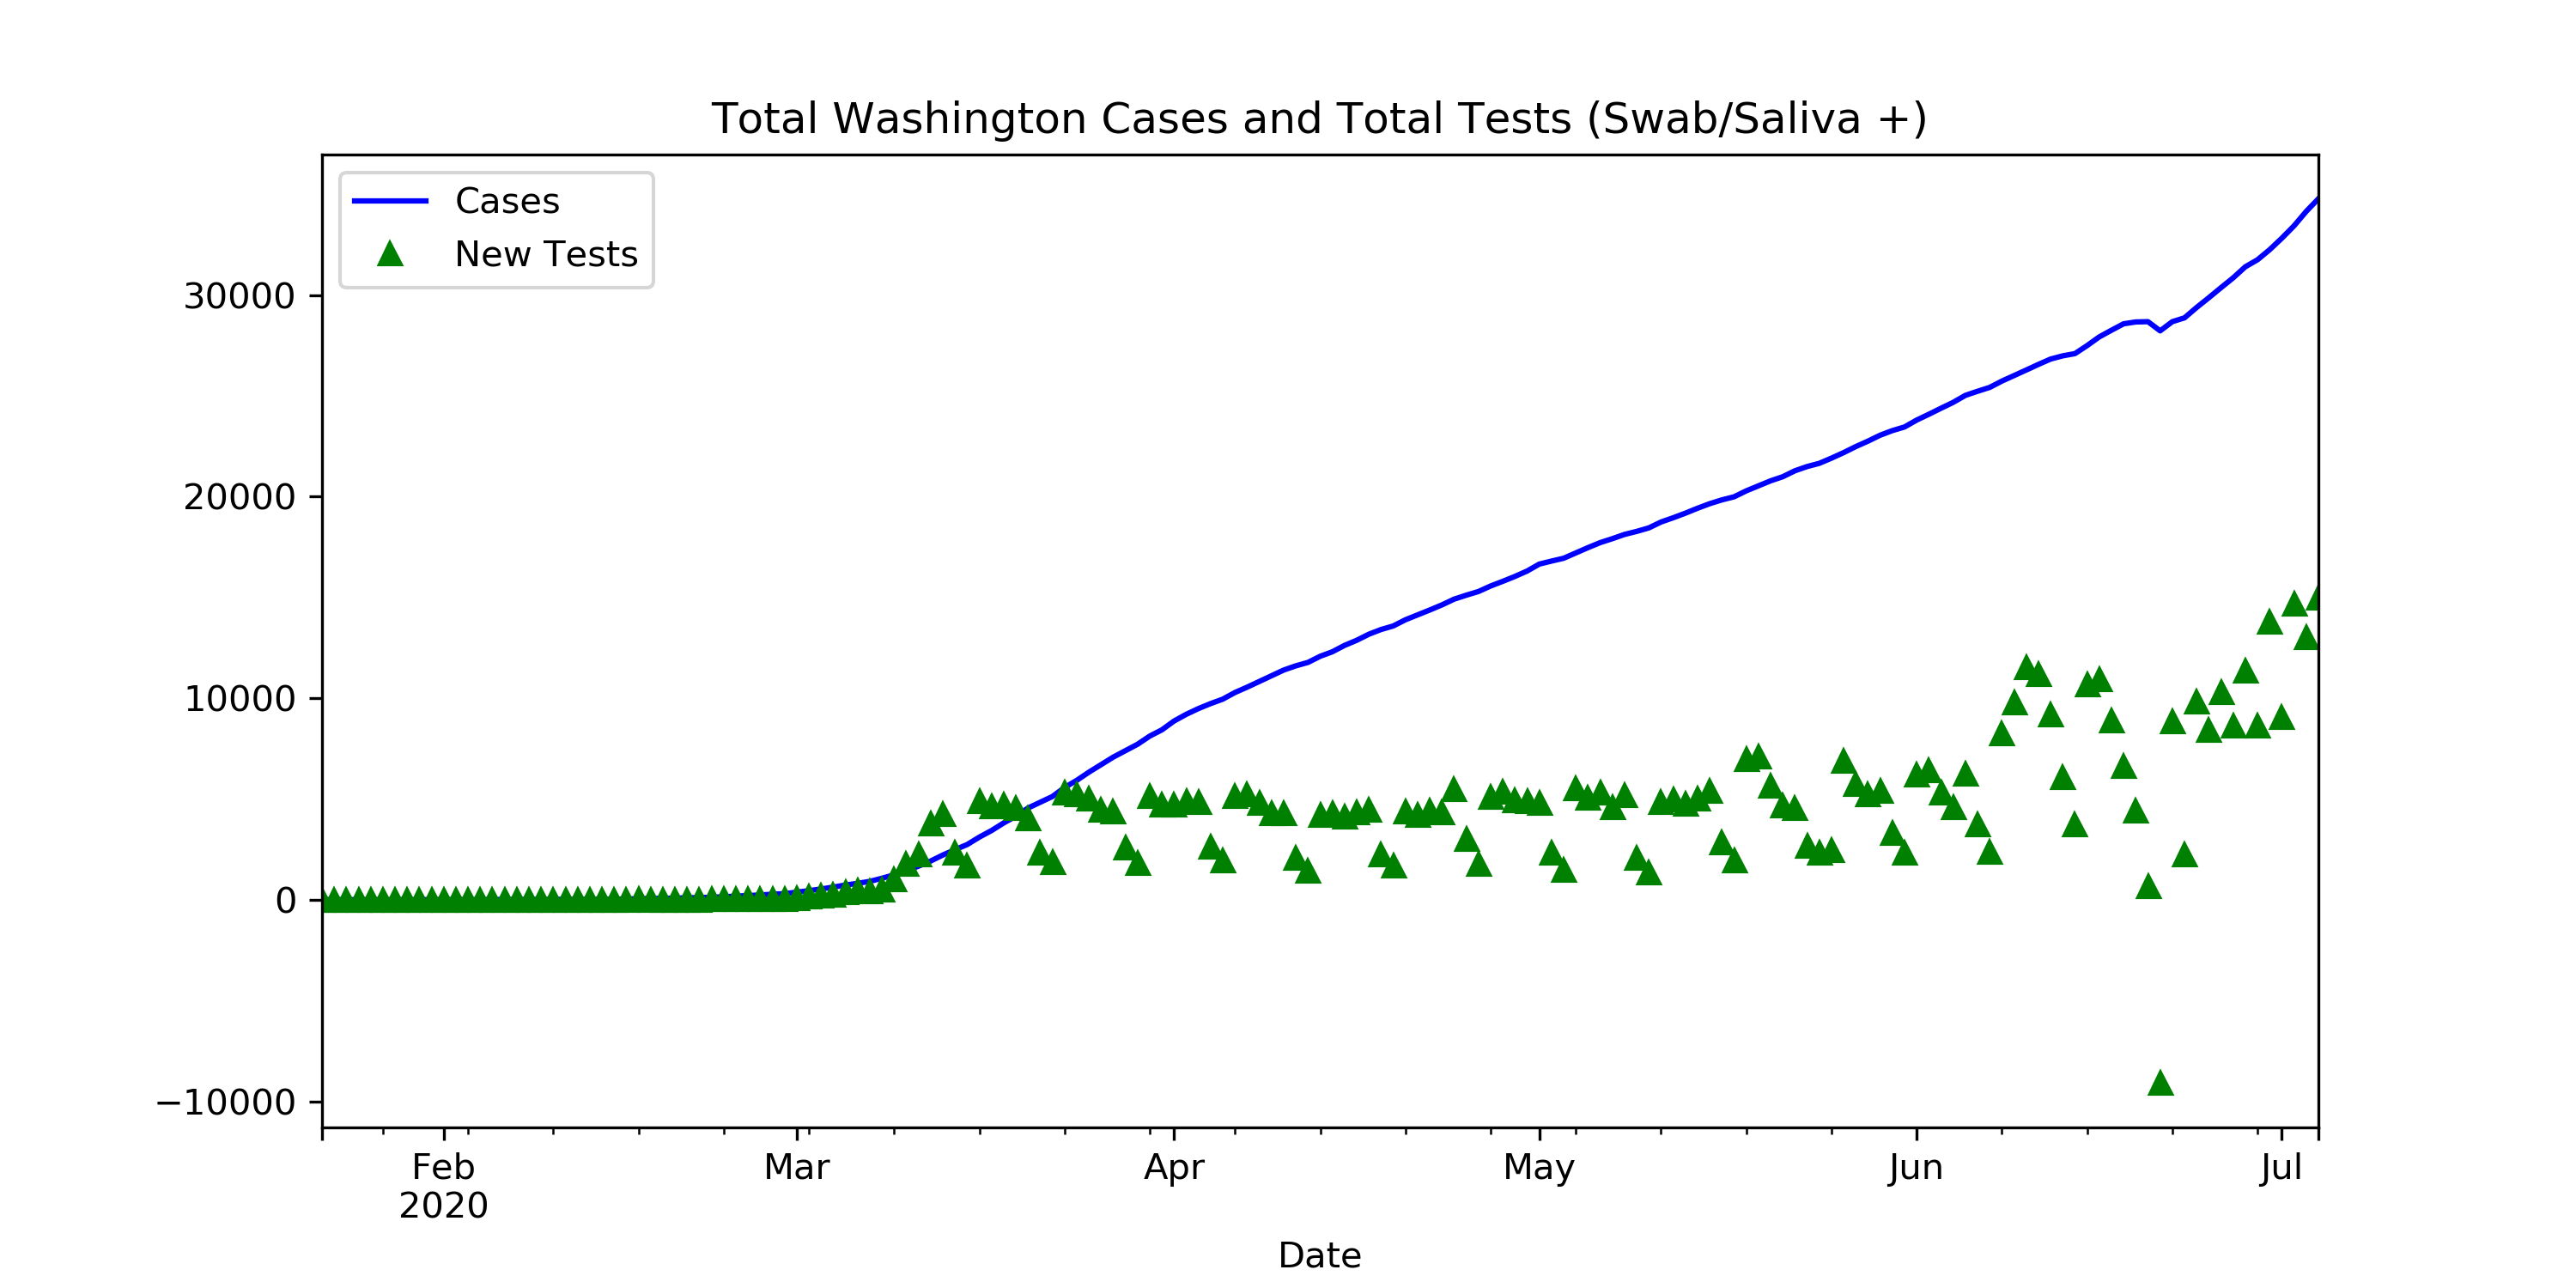 Total Washington Cases and Total Tests (Swab/Saliva +)
Cases
New Tests
30000
20000
10000
0
−10000
Feb
2020
Mar
Apr
May
Jun
Jul
Date